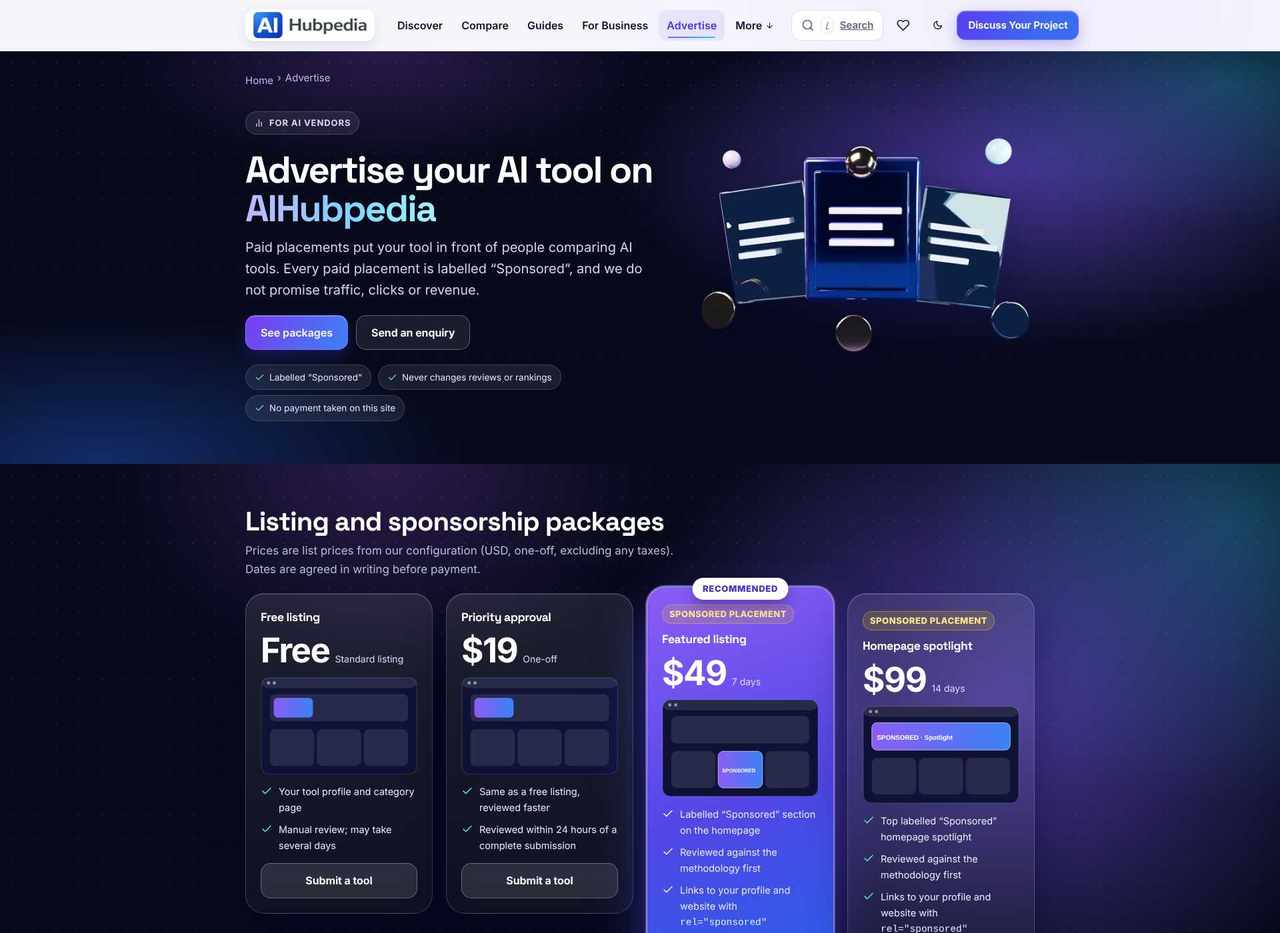 AI Hubpedia
Discover Compare Guides For Business Advertise More ↓ / Search Discuss Your Project
Home › Advertise
FOR AI VENDORS
Advertise your AI tool on
AIHubpedia
Paid placements put your tool in front of people comparing AI
tools. Every paid placement is labelled “Sponsored”, and we do
not promise traffic, clicks or revenue.
See packages
Send an enquiry
Labelled “Sponsored”
Never changes reviews or rankings
No payment taken on this site
Listing and sponsorship packages
Prices are list prices from our configuration (USD, one-off, excluding any taxes).
Dates are agreed in writing before payment.
Free listing
Free Standard listing
Your tool profile and category
page
Manual review; may take
several days
Submit a tool
Priority approval
$19 One-off
Same as a free listing,
reviewed faster
Reviewed within 24 hours of a
complete submission
Submit a tool
RECOMMENDED
SPONSORED PLACEMENT
Featured listing
$49 7 days
SPONSORED
Labelled “Sponsored” section
on the homepage
Reviewed against the
methodology first
Links to your profile and
website with
rel="sponsored"
SPONSORED PLACEMENT
Homepage spotlight
$99 14 days
SPONSORED · Spotlight
Top labelled “Sponsored”
homepage spotlight
Reviewed against the
methodology first
Links to your profile and
website with
rel="sponsored"